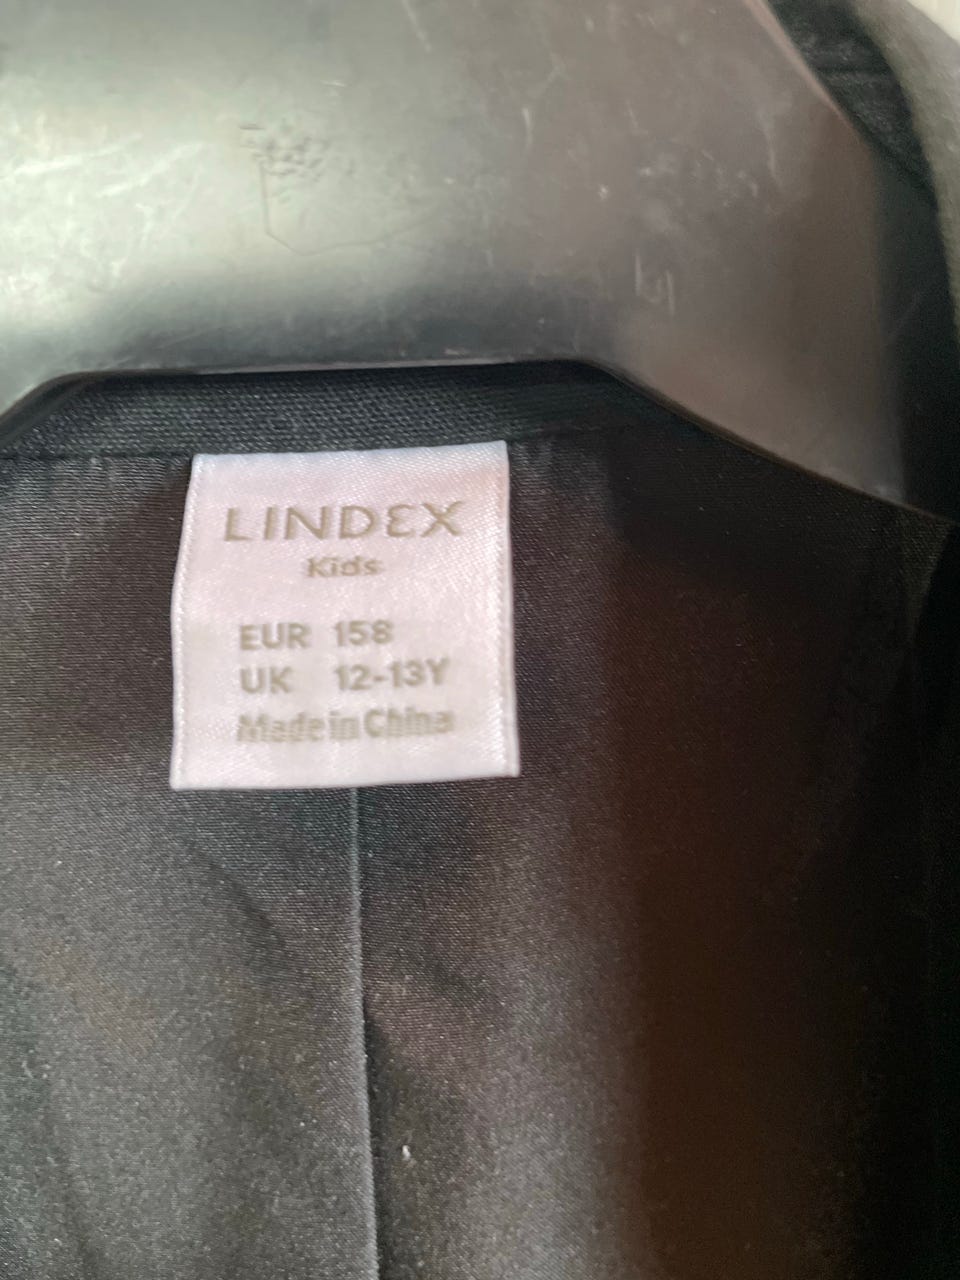 LINDEX
Kids
EUR 158
UK 12-13Y
Made in China